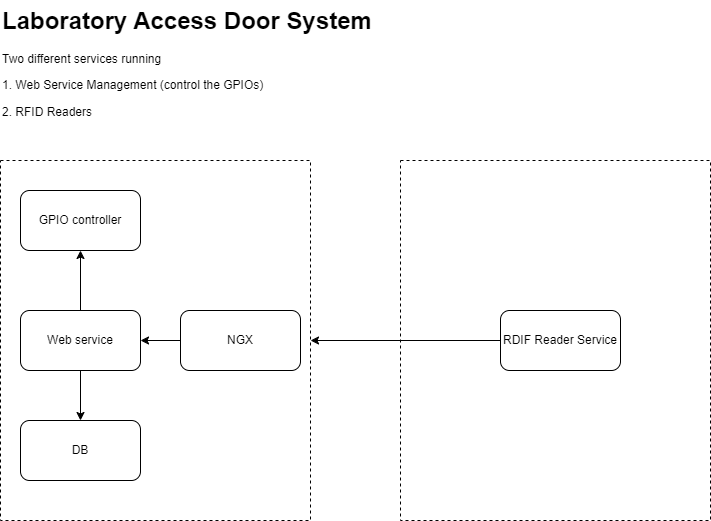 Laboratory Access Door System
Two different services running
1. Web Service Management (control the GPIOs)
2. RFID Readers
GPIO controller
Web service
NGX
RDIF Reader Service
DB